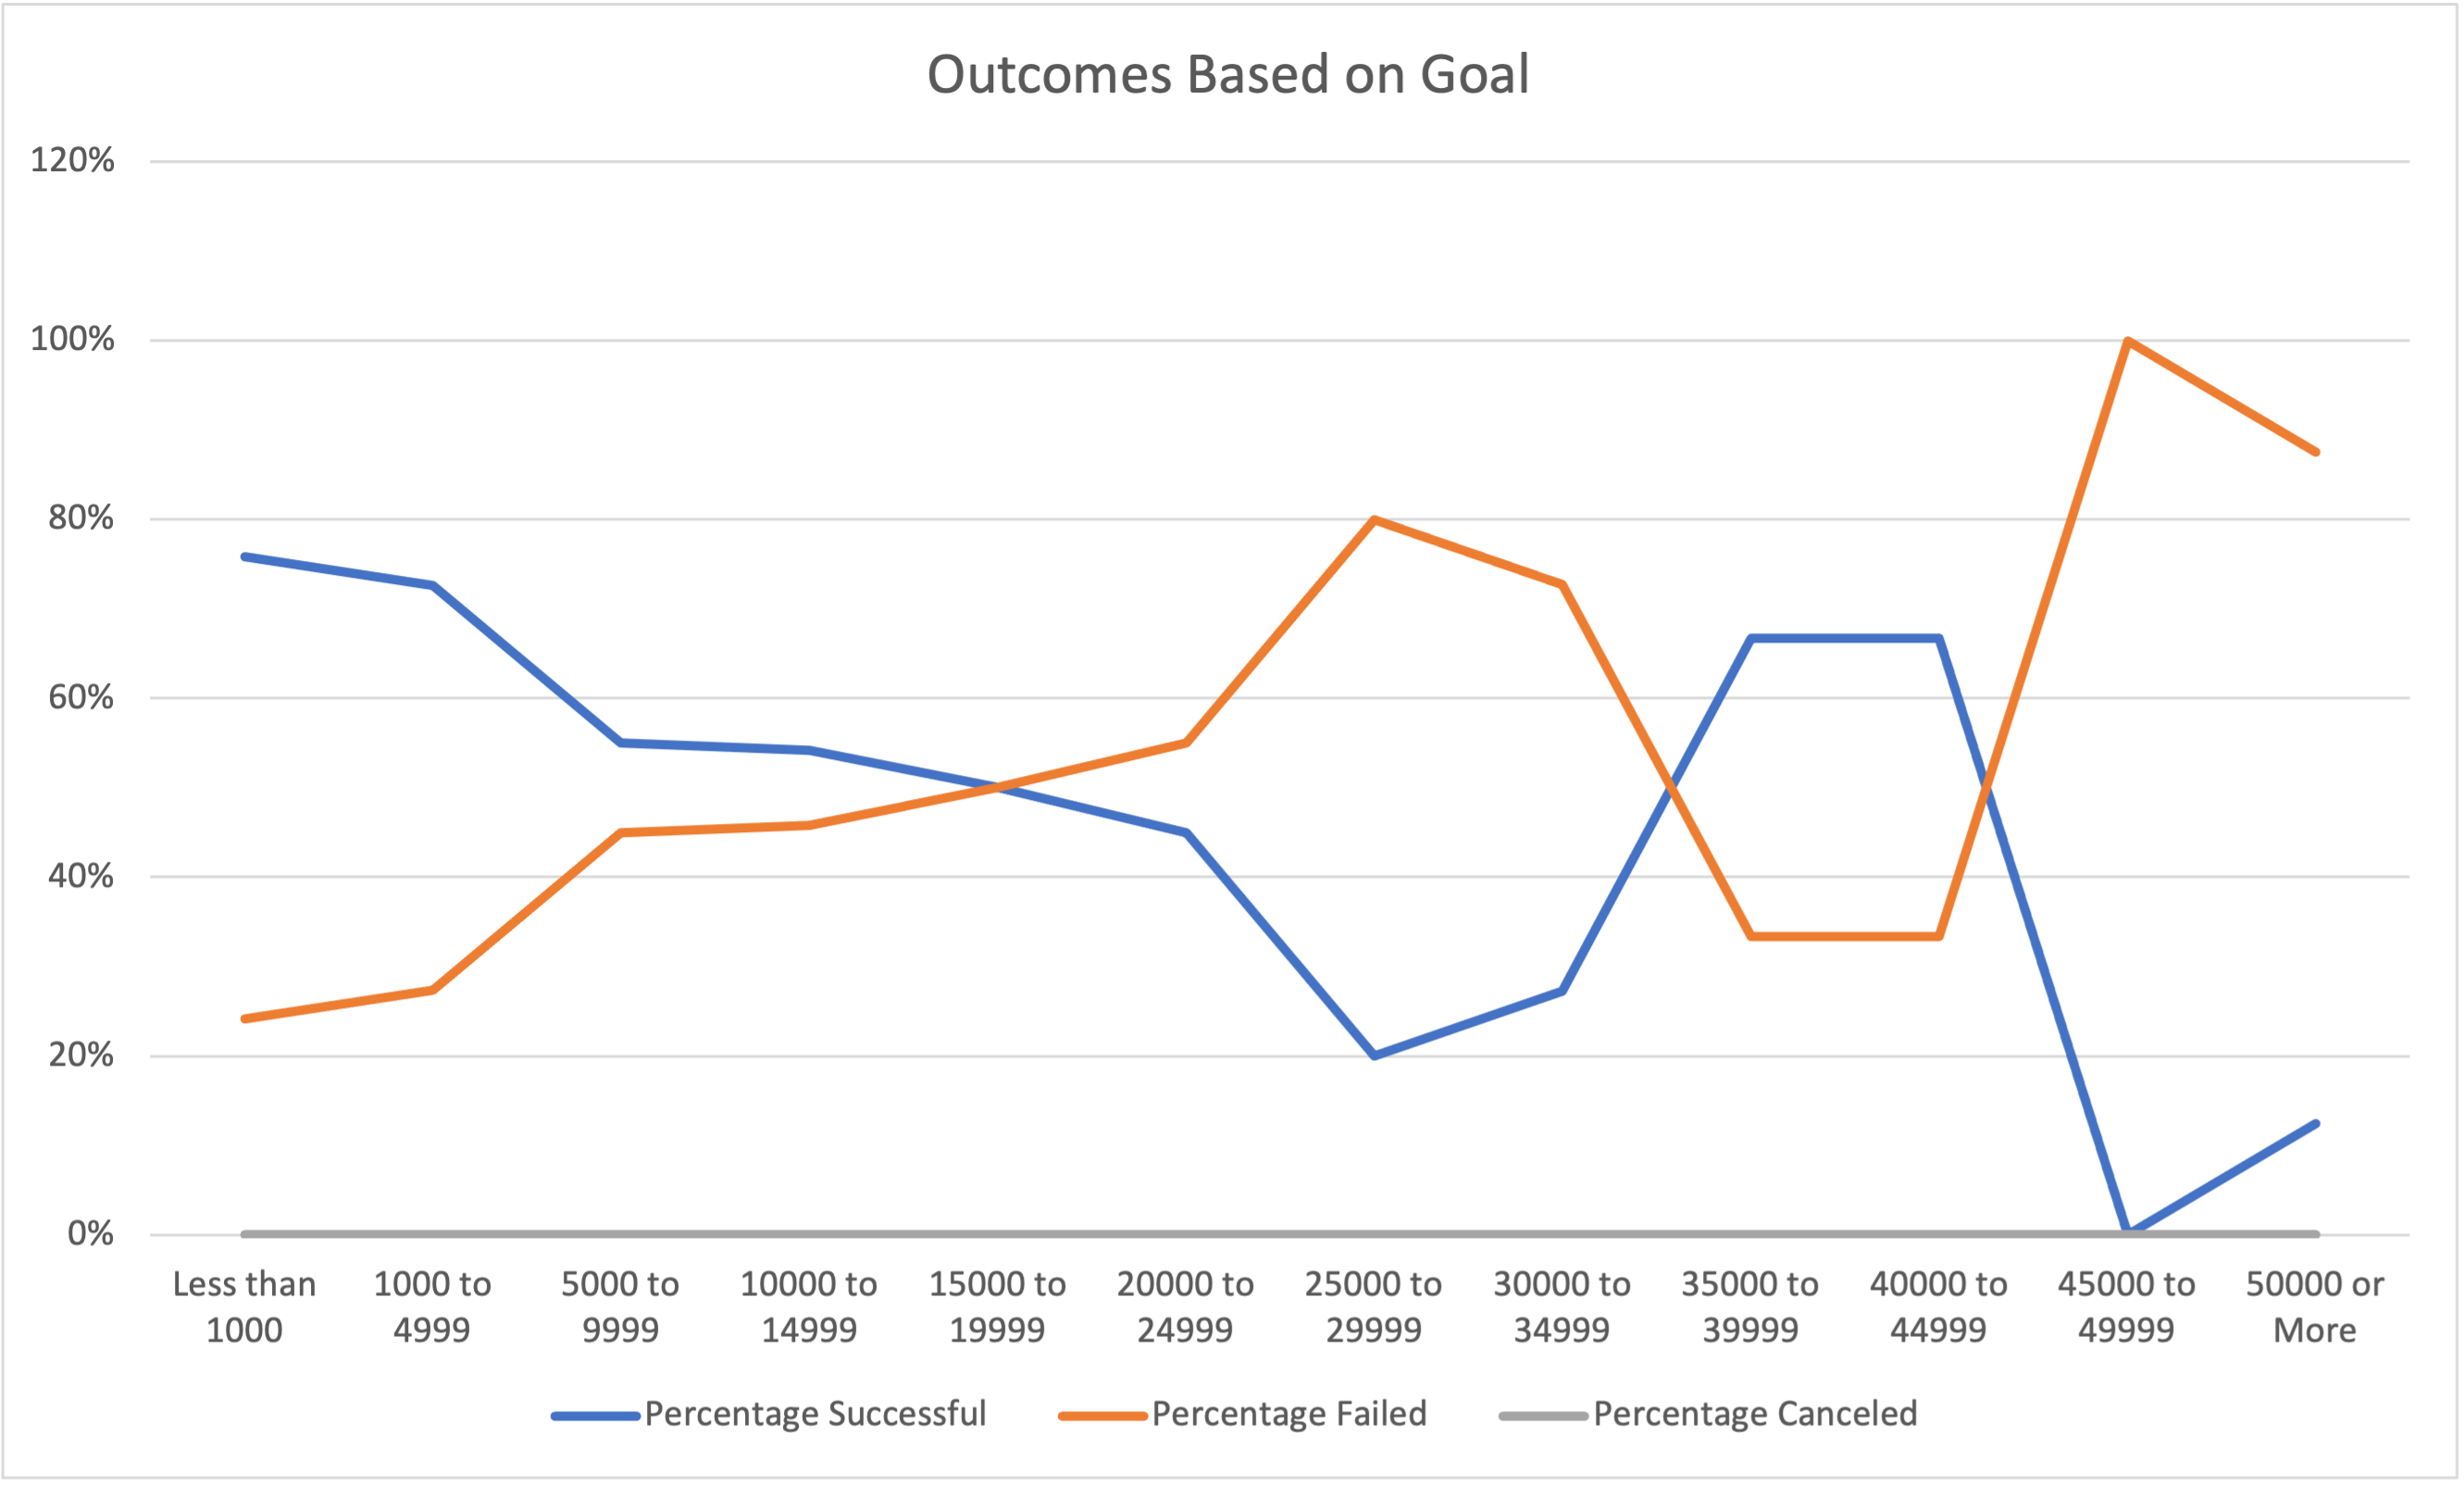 Outcomes Based on Goal
120%
100%
80%
60%
40%
20%
0%
Lessthan
1000
1000 to
4999
5000 to
9999
10000 to
14999
15000 to
19999
20000 to
24999
25000 to
29999
30000 to
34999
35000 to
39999
40000 to
44999
45000 to
49999
50000 or
More
Percentage Successful
Percentage Failed
Percentage Canceled